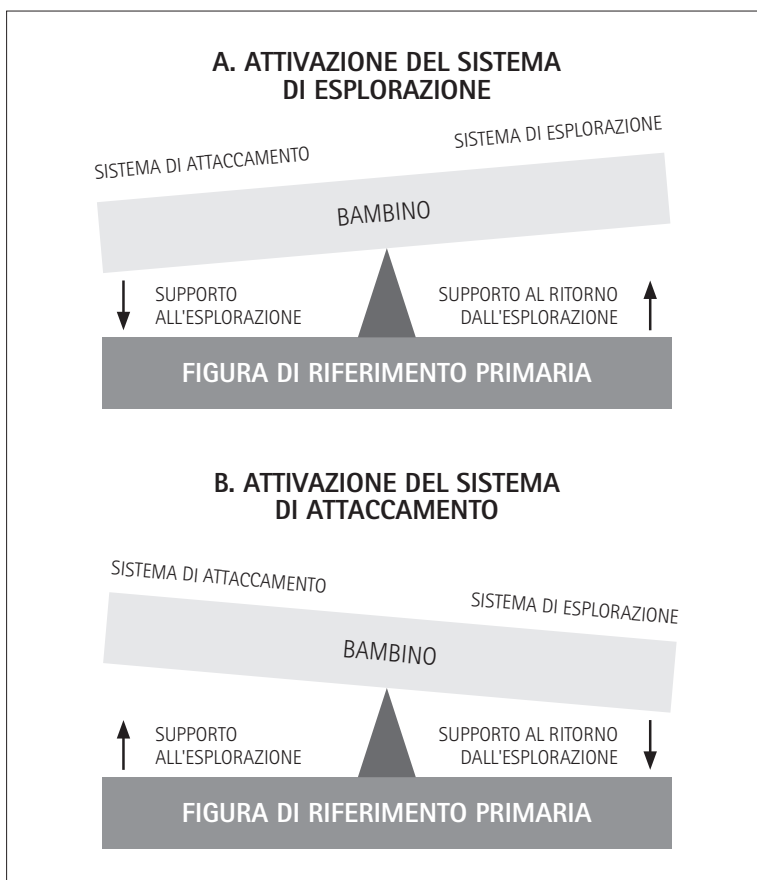 A. ATTIVAZIONE DEL SISTEMA
DI ESPLORAZIONE
SISTEMA DI ATTACCAMENTO
SISTEMA DI ESPLORAZIONE
BAMBINO
SUPPORTO
ALL'ESPLORAZIONE
SUPPORTO AL RITORNO
DALL'ESPLORAZIONE
FIGURA DI RIFERIMENTO PRIMARIA
B. ATTIVAZIONE DEL SISTEMA
DI ATTACCAMENTO
SISTEMA DI ATTACCAMENTO
SISTEMA DI ESPLORAZIONE
BAMBINO
SUPPORTO
ALL'ESPLORAZIONE
SUPPORTO AL RITORNO
DALL'ESPLORAZIONE
FIGURA DI RIFERIMENTO PRIMARIA